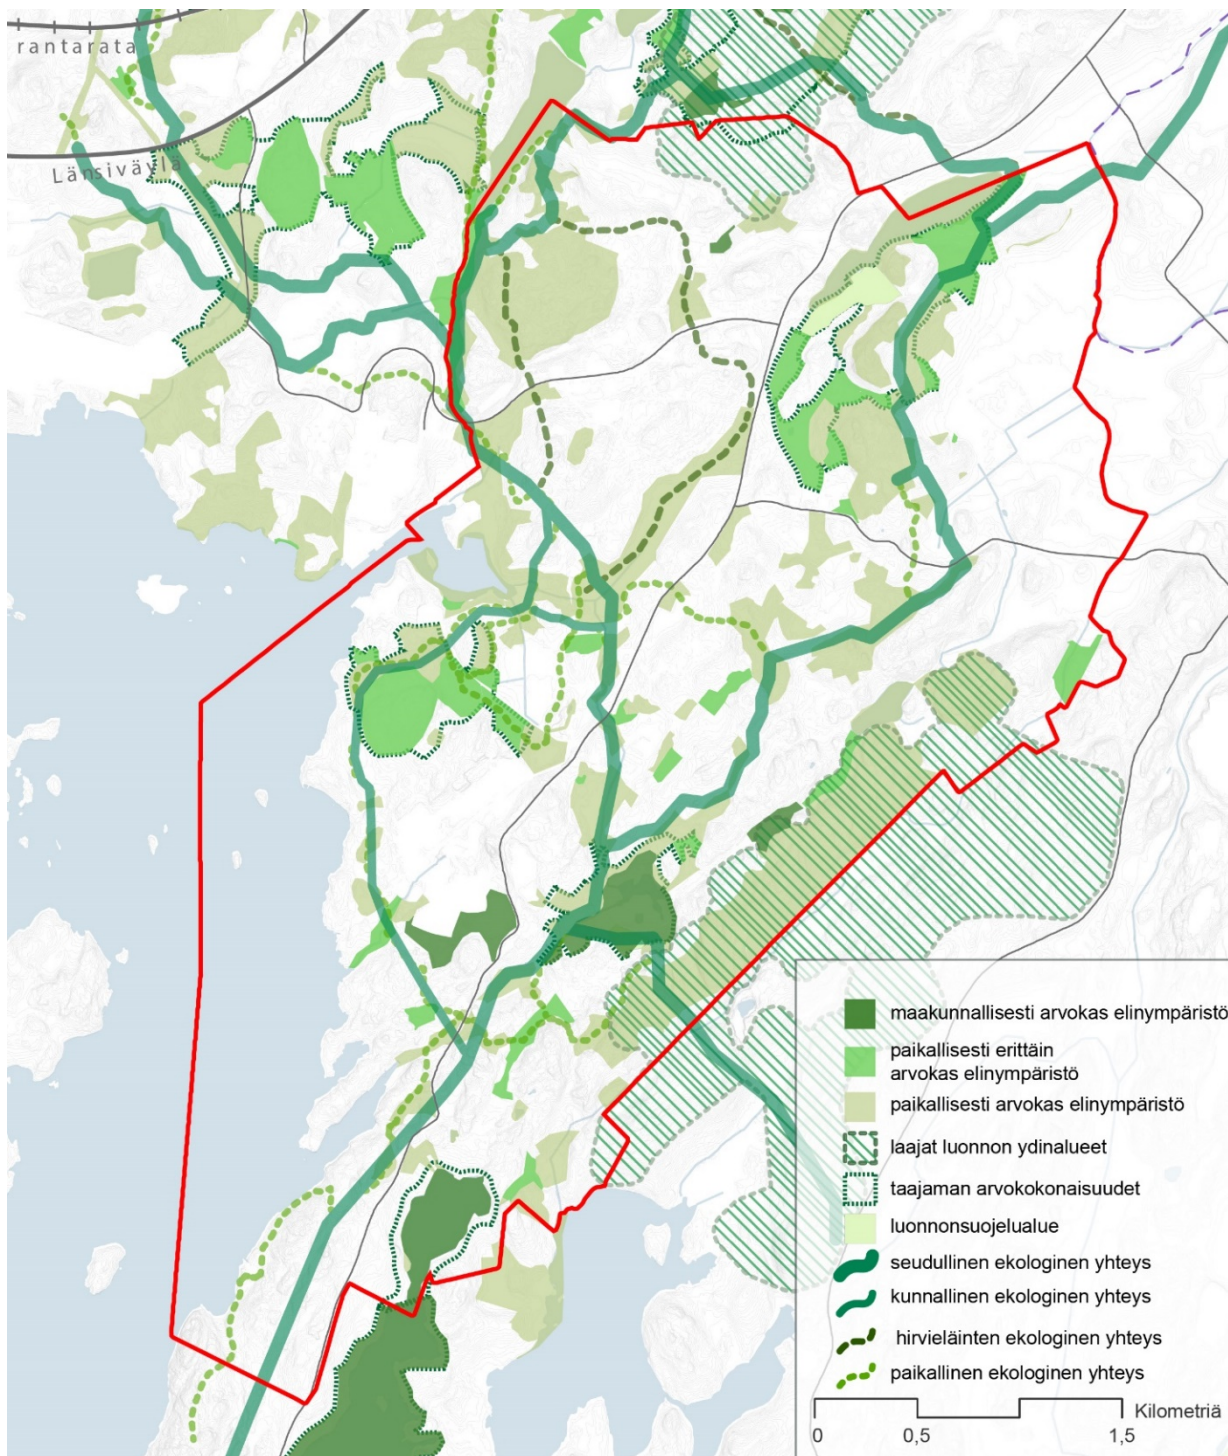 rantarata
Länsiväylä
maakunnallisesti arvokas elinympäristö
paikallisesti erittäin
arvokas elinympäristö
paikallisesti arvokas elinympäristö
laajat luonnon ydinalueet
taajaman arvokokonaisuudet
luonnonsuojelualue
seudullinen ekologinen yhteys
kunnallinen ekologinen yhteys
hirvieläinten ekologinen yhteys
paikallinen ekologinen yhteys
Kilometriä
0 0,5 1,5